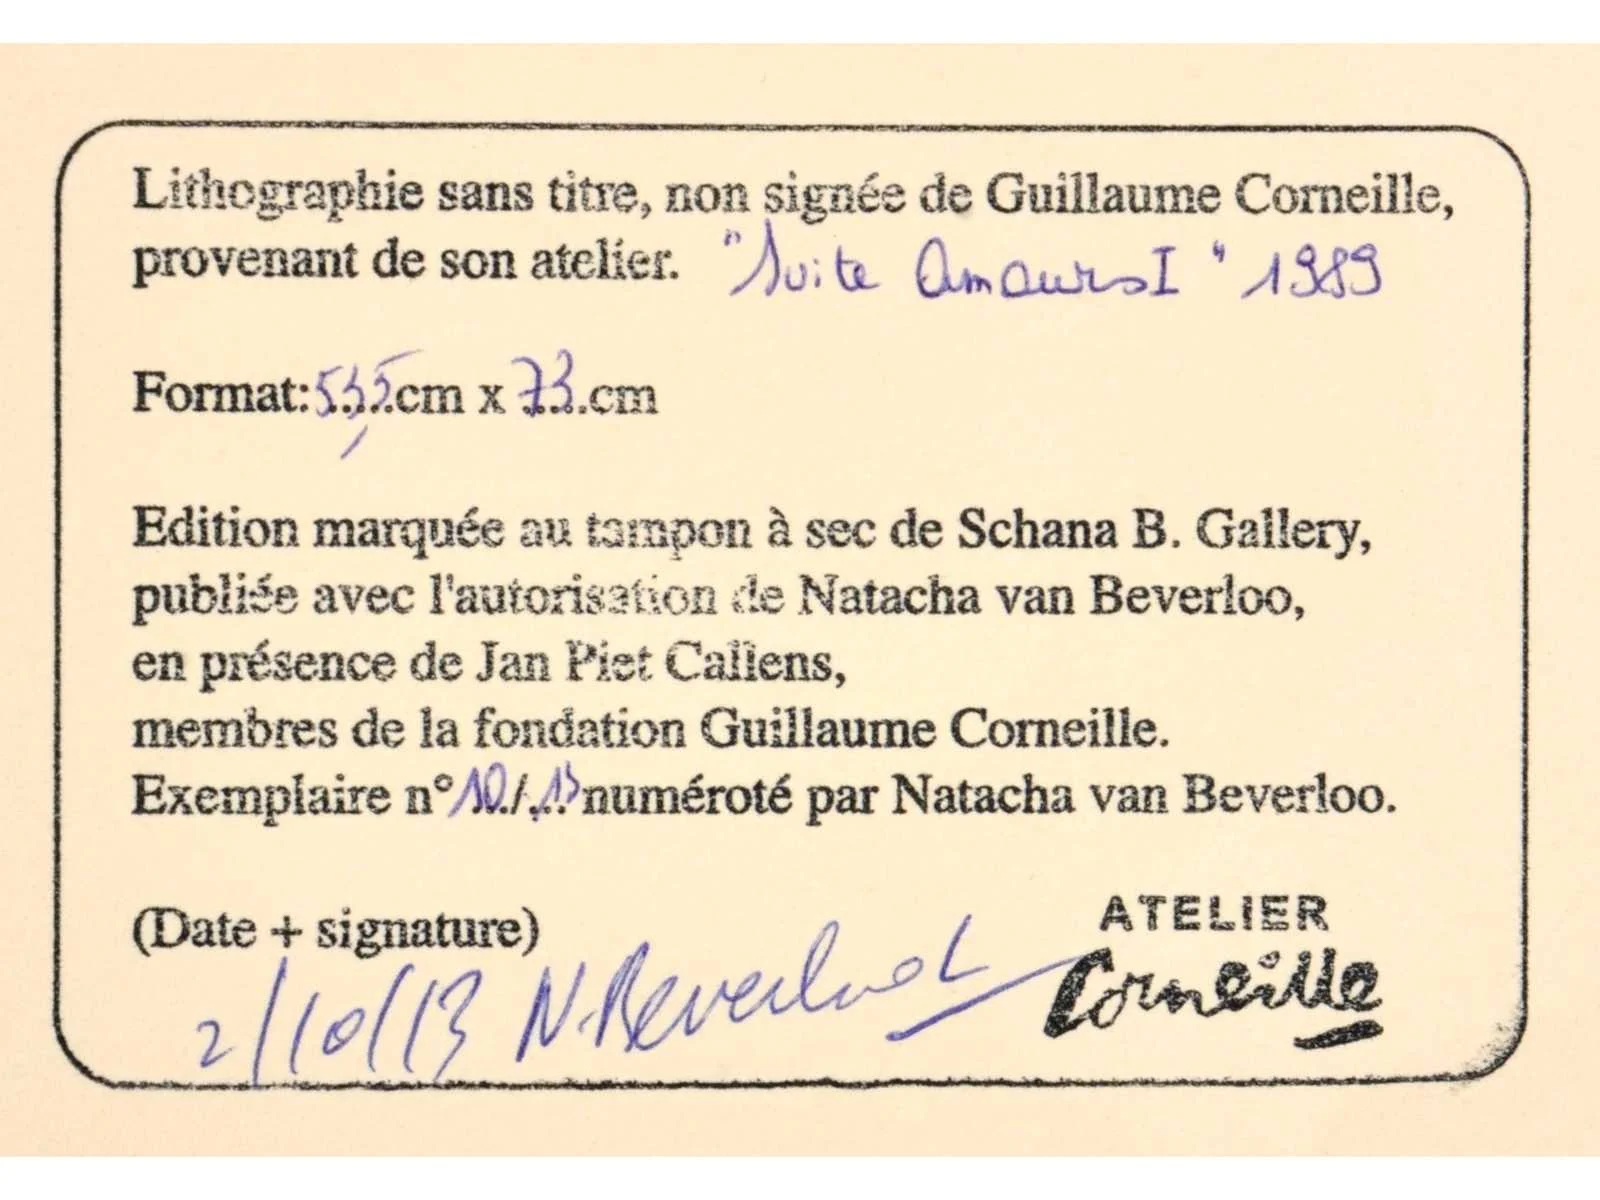 Lithographie sans titre, non signée de Guillaume Corneille,
provenant de son atelier. "Suite Amours I" 1989
Format: 53,5 cm x 73 cm
Edition marquée au tampon à sec de Schana B. Gallery,
publiée avec l'autorisation de Natacha van Beverloo,
en présence de Jan Piet Callens,
membres de la fondation Guillaume Corneille.
Exemplaire n° 10/13 numéroté par Natacha van Beverloo.
(Date + signature)
2/10/13 N. Beverloo
ATELIER
Corneille